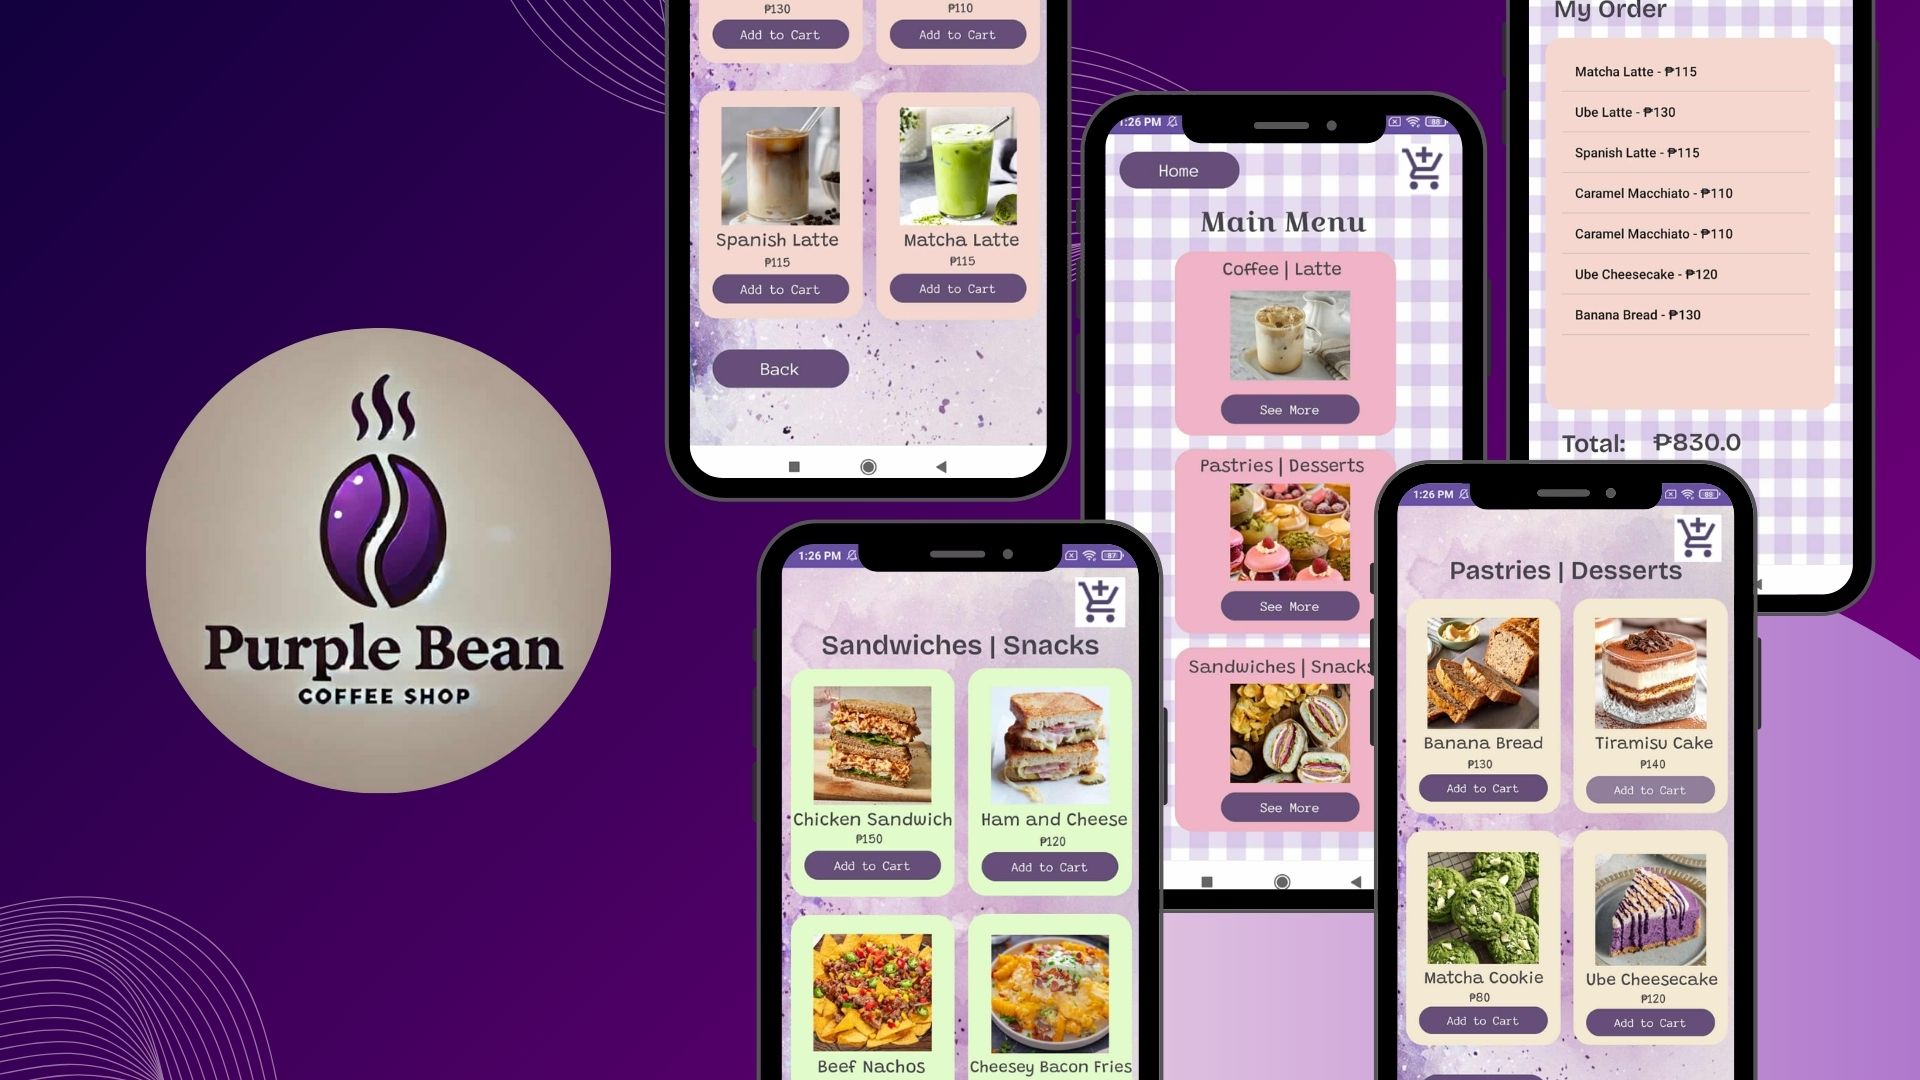 Purple Bean
COFFEE SHOP
₱130
₱110
Add to Cart
Add to Cart
Spanish Latte
Matcha Latte
₱115
₱115
Add to Cart
Add to Cart
Back
1:26 PM
88
Home
Main Menu
Coffee | Latte
See More
Pastries | Desserts
See More
Sandwiches | Snacks
See More
My Order
Matcha Latte - ₱115
Ube Latte - ₱130
Spanish Latte - ₱115
Caramel Macchiato - ₱110
Caramel Macchiato - ₱110
Ube Cheesecake - ₱120
Banana Bread - ₱130
Total: ₱830.0
1:26 PM
87
Sandwiches | Snacks
Chicken Sandwich
Ham and Cheese
₱150
₱120
Add to Cart
Add to Cart
Beef Nachos
Cheesey Bacon Fries
1:26 PM
88
Pastries | Desserts
Banana Bread
Tiramisu Cake
₱130
₱140
Add to Cart
Add to Cart
Matcha Cookie
Ube Cheesecake
₱80
₱120
Add to Cart
Add to Cart